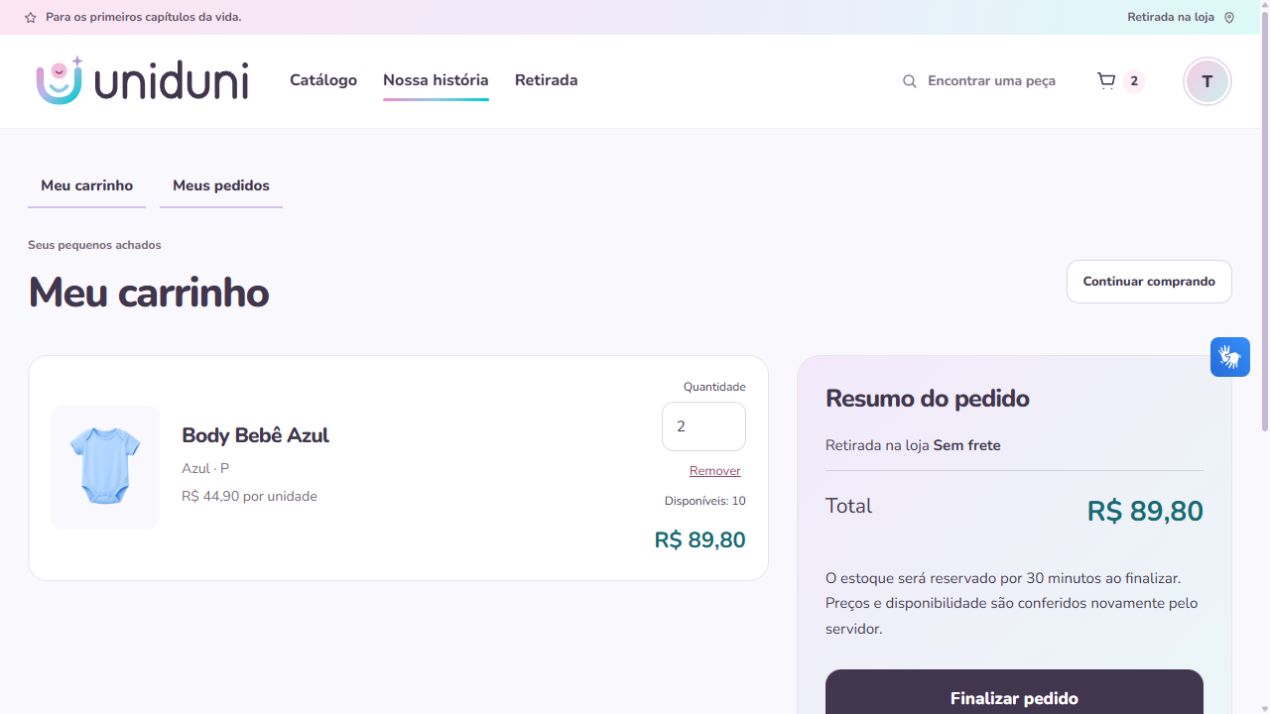 Para os primeiros capítulos da vida.
Retirada na loja
uniduni
Catálogo
Nossa história
Retirada
Encontrar uma peça
2
T
Meu carrinho
Meus pedidos
Seus pequenos achados
Meu carrinho
Continuar comprando
Quantidade
2
Body Bebê Azul
Azul · P
R$ 44,90 por unidade
Remover
Disponíveis: 10
R$ 89,80
Resumo do pedido
Retirada na loja Sem frete
Total
R$ 89,80
O estoque será reservado por 30 minutos ao finalizar.
Preços e disponibilidade são conferidos novamente pelo
servidor.
Finalizar pedido